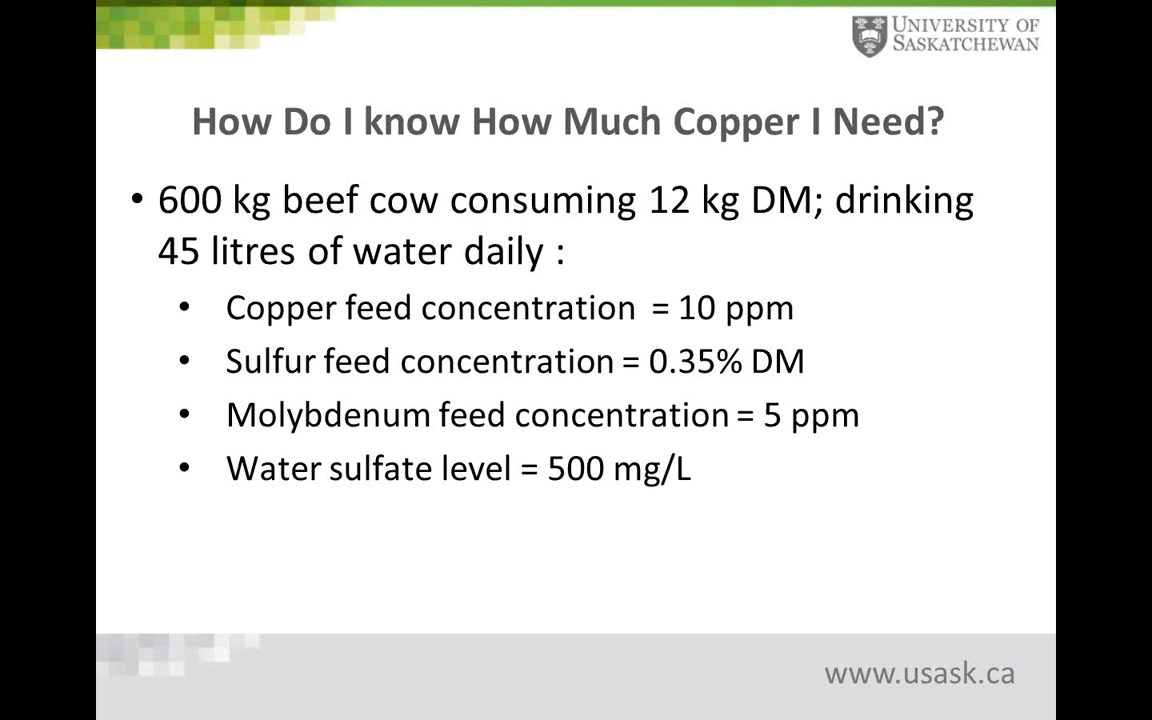 UNIVERSITY OF
SASKATCHEWAN
How Do I know How Much Copper I Need?
• 600 kg beef cow consuming 12 kg DM; drinking
45 litres of water daily :
• Copper feed concentration = 10 ppm
• Sulfur feed concentration = 0.35% DM
• Molybdenum feed concentration = 5 ppm
• Water sulfate level = 500 mg/L
www.usask.ca